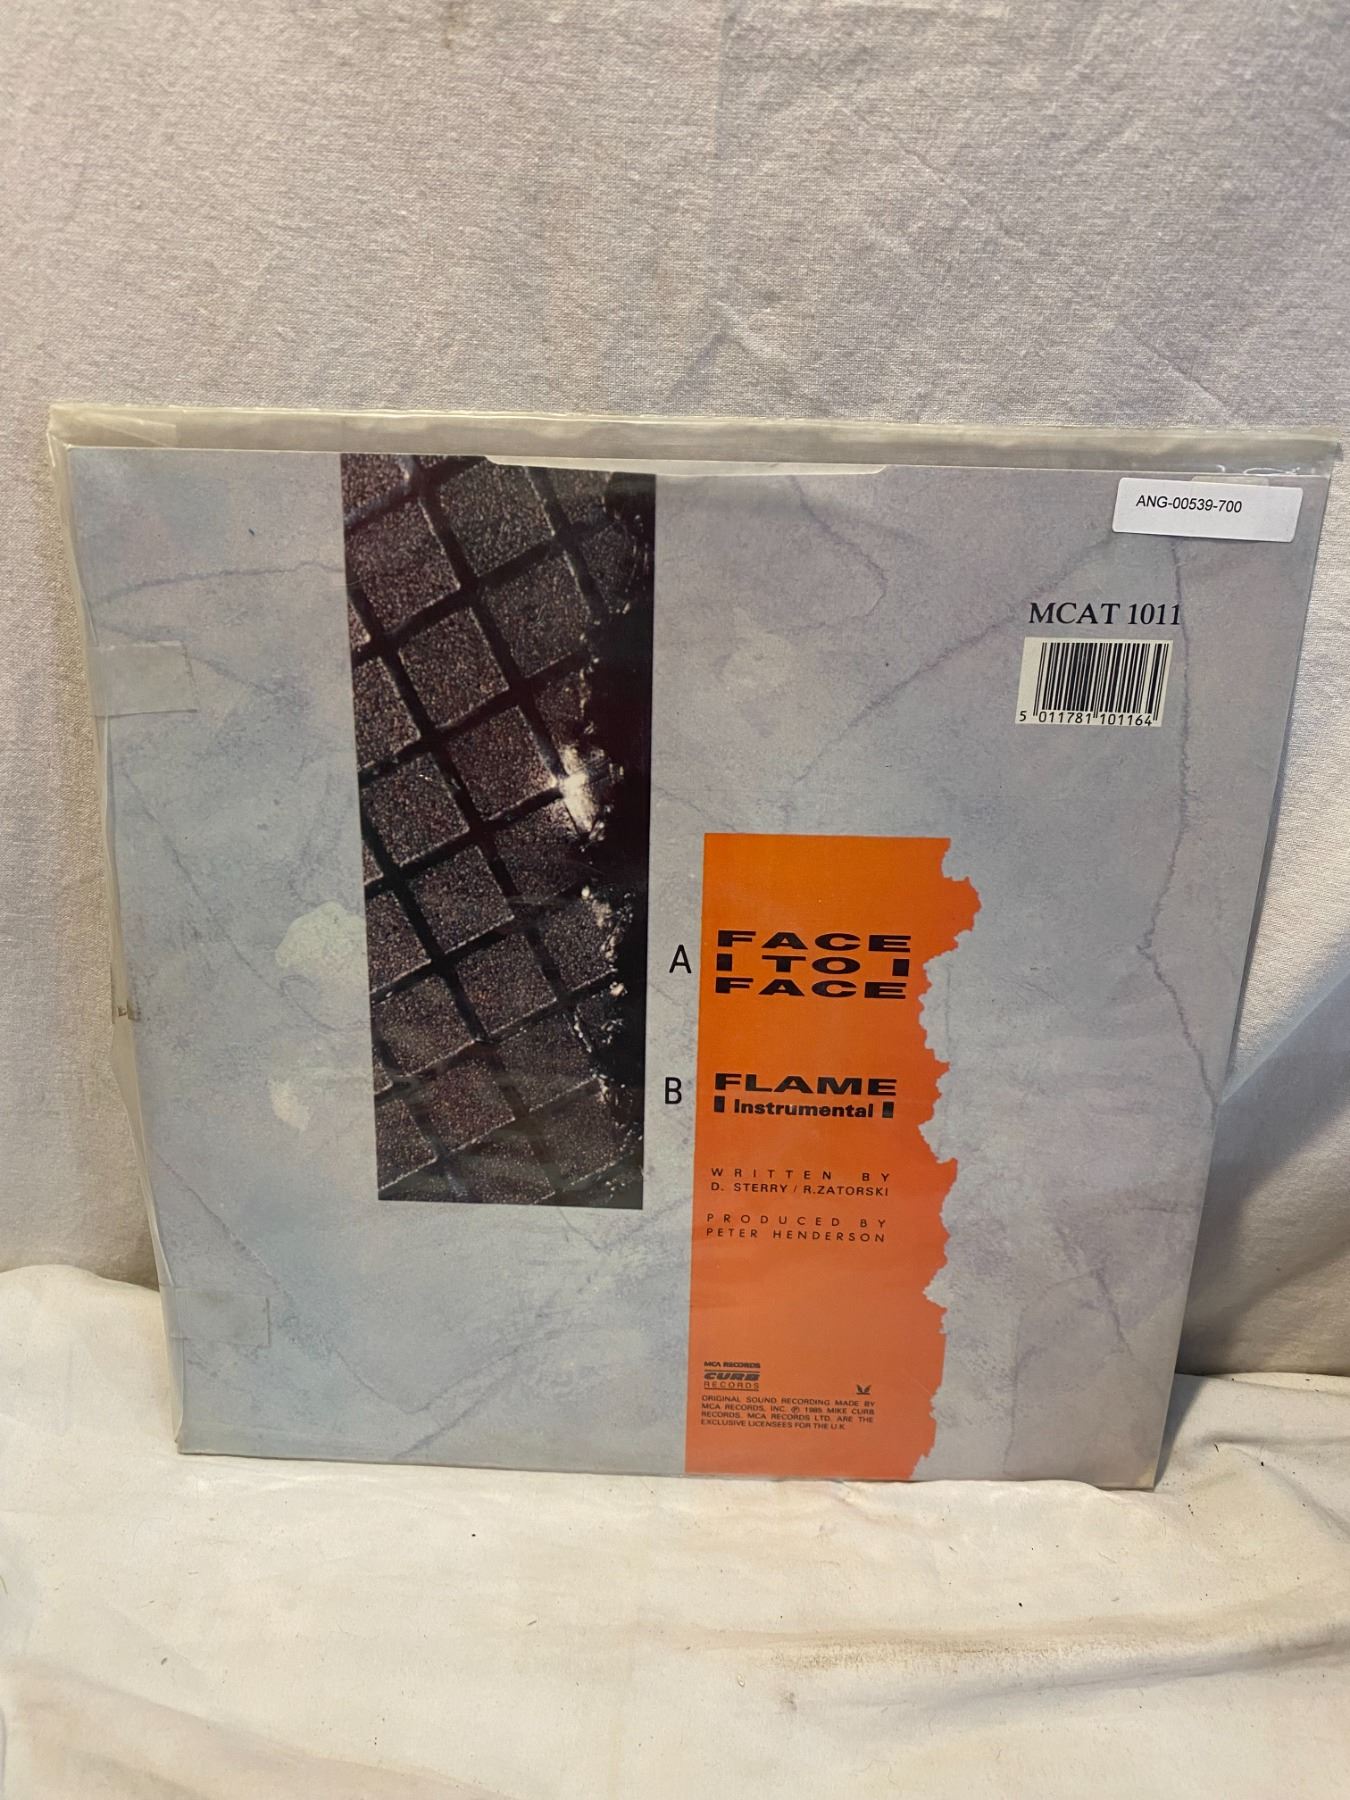 ANG-00539-700
MCAT 1011
5 011781 101164
A FACE
TO
FACE
B FLAME
Instrumental
WRITTEN BY
D. STERRY / R.ZATORSKI
PRODUCED BY
PETER HENDERSON
MCA RECORDS
CURB
RECORDS
ORIGINAL SOUND RECORDING MADE BY
MCA RECORDS, INC. ℗ 1985 MIKE CURB
RECORDS. MCA RECORDS LTD. ARE THE
EXCLUSIVE LICENSEES FOR THE U.K